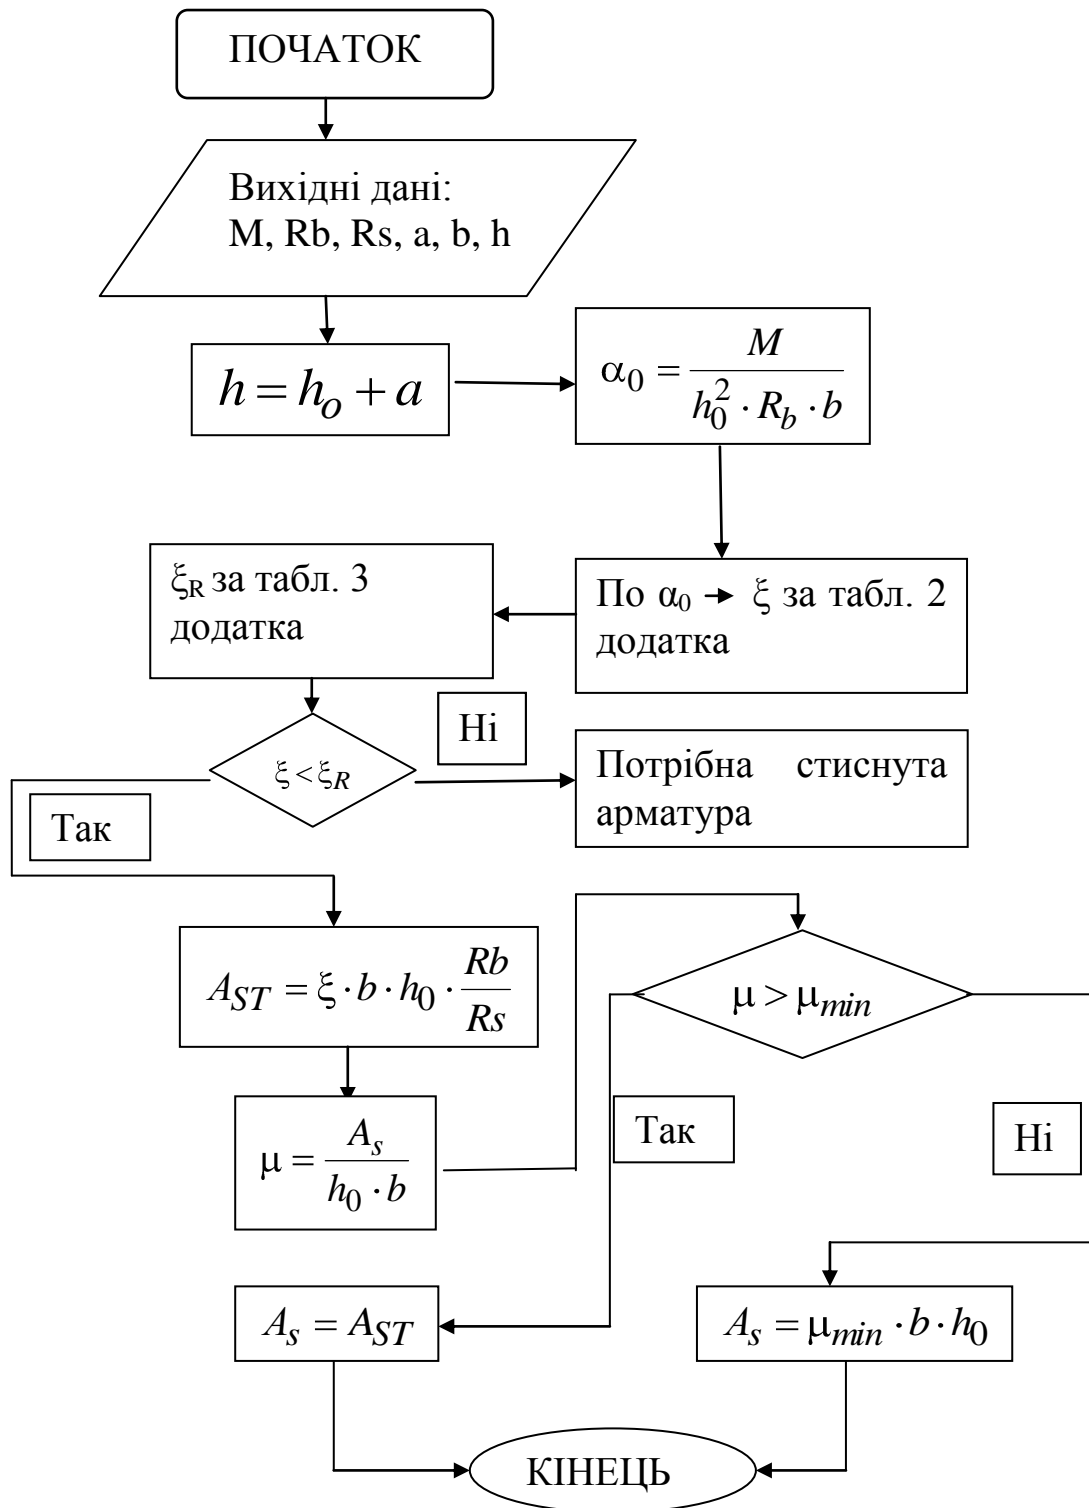 ПОЧАТОК
Вихідні дані:
M, Rb, Rs, a, b, h
h = h_o + a
α_0 = M / (h_0^2 · R_b · b)
По α_0 → ξ за табл. 2
додатка
ξ_R за табл. 3
додатка
Ні
ξ < ξ_R
Потрібна стиснута
арматура
Так
A_ST = ξ · b · h_0 · Rb / Rs
μ > μ_min
μ = A_s / (h_0 · b)
Так
Ні
A_s = A_ST
A_s = μ_min · b · h_0
КІНЕЦЬ